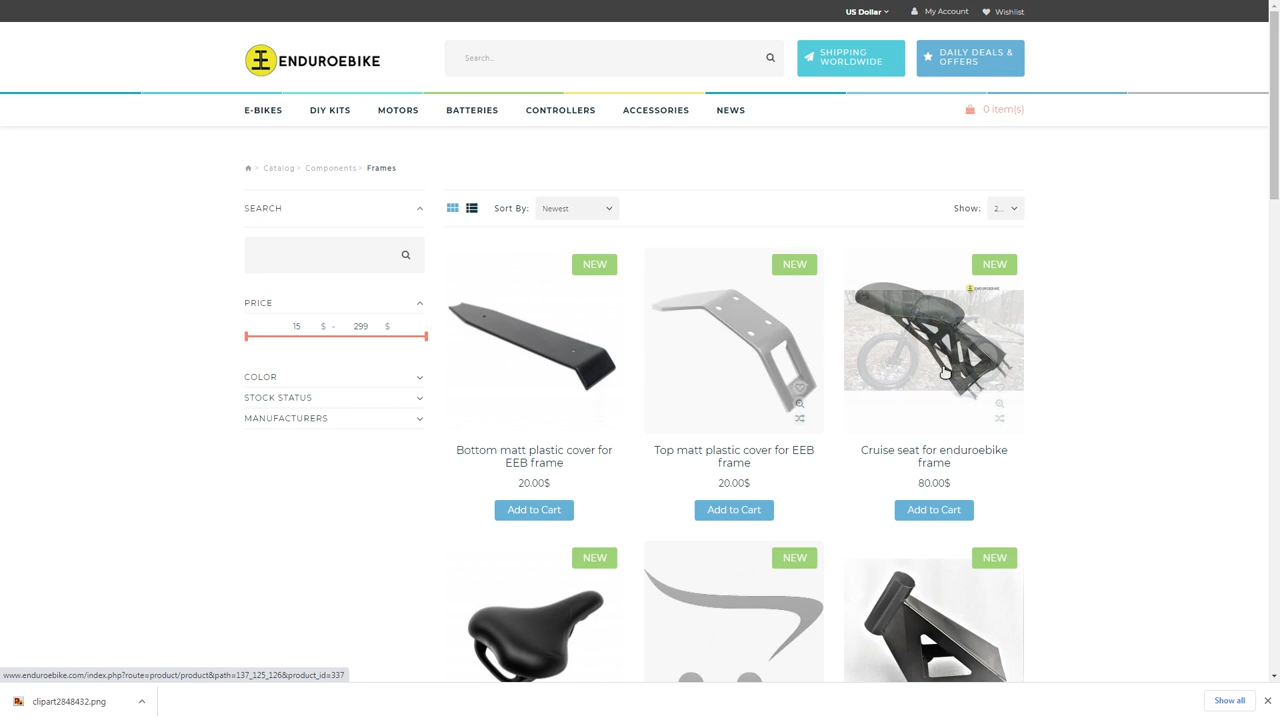 US Dollar
My Account
Wishlist
ENDUROEBIKE
Search...
SHIPPING
WORLDWIDE
DAILY DEALS &
OFFERS
E-BIKES
DIY KITS
MOTORS
BATTERIES
CONTROLLERS
ACCESSORIES
NEWS
0 item(s)
> Catalog > Components > Frames
SEARCH
Sort By:
Newest
Show:
2...
PRICE
15 $ - 299 $
COLOR
STOCK STATUS
MANUFACTURERS
NEW
NEW
NEW
ENDUROEBIKE
Bottom matt plastic cover for
EEB frame
20.00$
Add to Cart
Top matt plastic cover for EEB
frame
20.00$
Add to Cart
Cruise seat for enduroebike
frame
80.00$
Add to Cart
NEW
NEW
NEW
www.enduroebike.com/index.php?route=product/product&path=137_125_126&product_id=337
clipart2848432.png
Show all